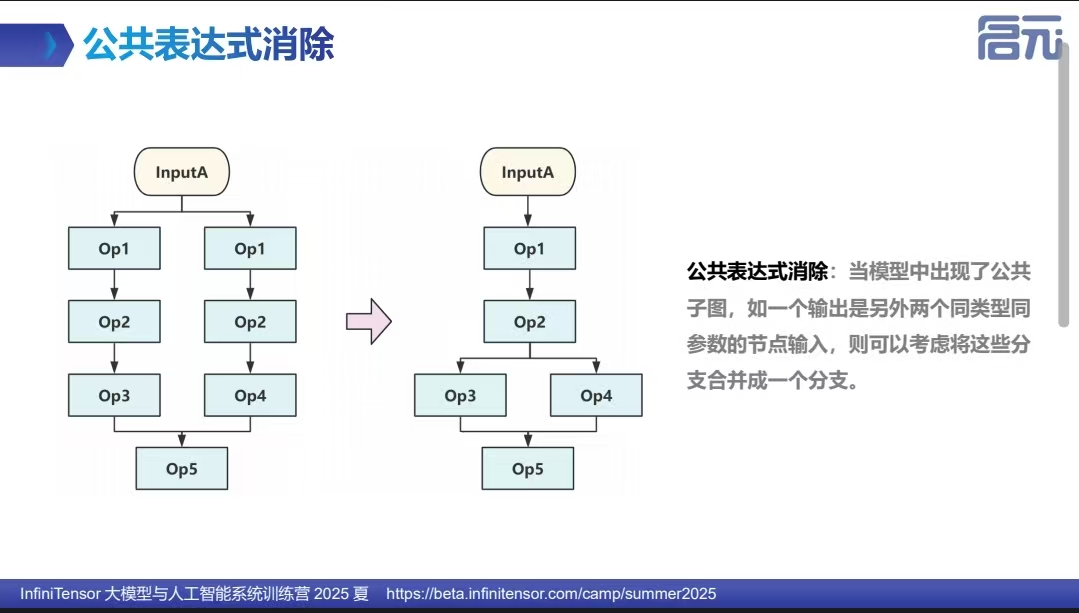 公共表达式消除
启元
InputA
Op1 Op1
Op2 Op2
Op3 Op4
Op5
InputA
Op1
Op2
Op3 Op4
Op5
公共表达式消除：当模型中出现了公共
子图，如一个输出是另外两个同类型同
参数的节点输入，则可以考虑将这些分
支合并成一个分支。
InfiniTensor 大模型与人工智能系统训练营 2025 夏 https://beta.infinitensor.com/camp/summer2025